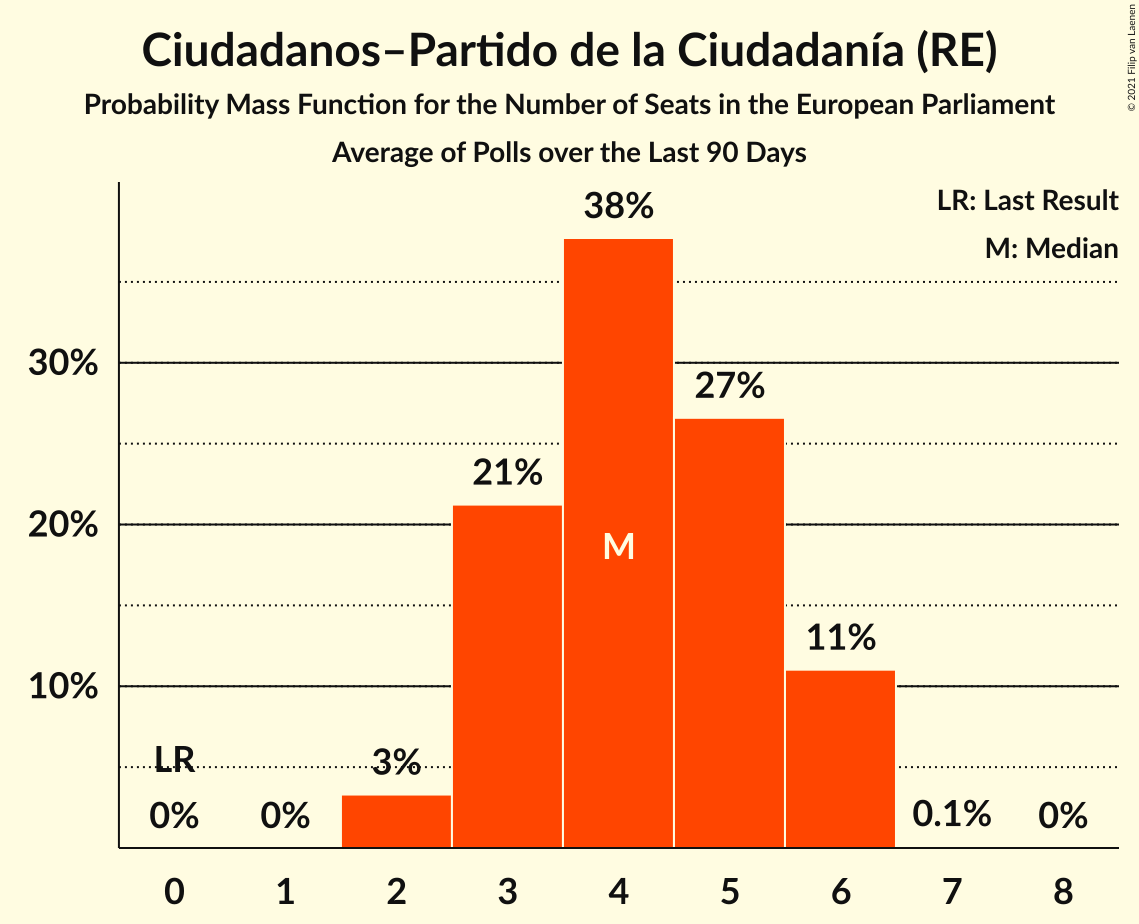 Ciudadanos–Partido de la Ciudadanía (RE)
Probability Mass Function for the Number of Seats in the European Parliament
Average of Polls over the Last 90 Days
© 2021 Filip van Laenen
LR: Last Result
M: Median
38%
30%
27%
21%
20%
M
11%
10%
LR
3%
0%
0%
0.1%
0%
0 1 2 3 4 5 6 7 8